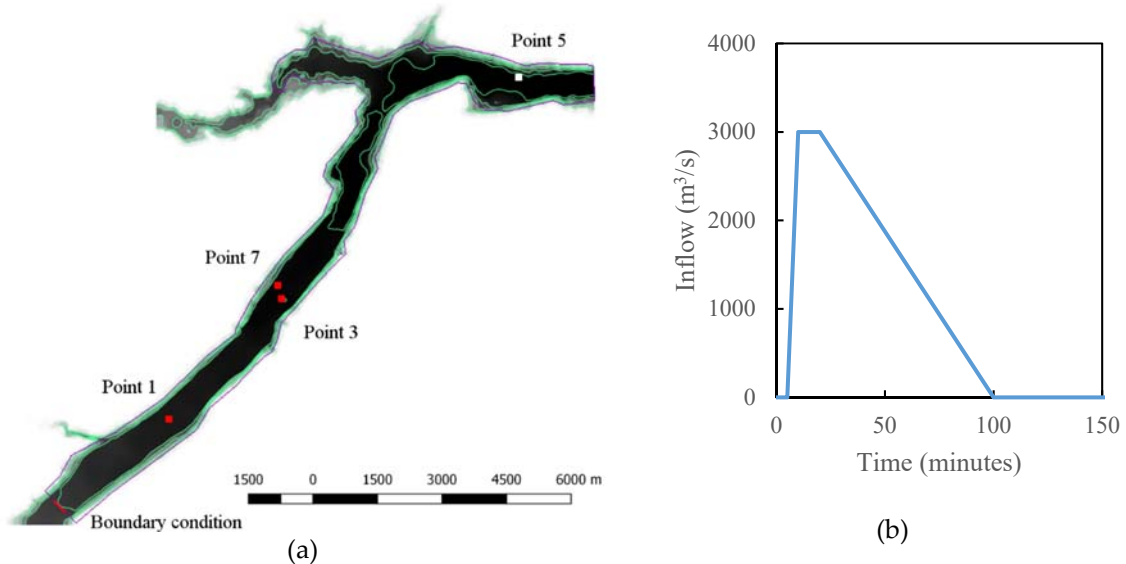 Point 5
Point 7
Point 3
Point 1
1500 0 1500 3000 4500 6000 m
Boundary condition
(a)
4000
3000
2000
1000
0
Inflow (m³/s)
0 50 100 150
Time (minutes)
(b)